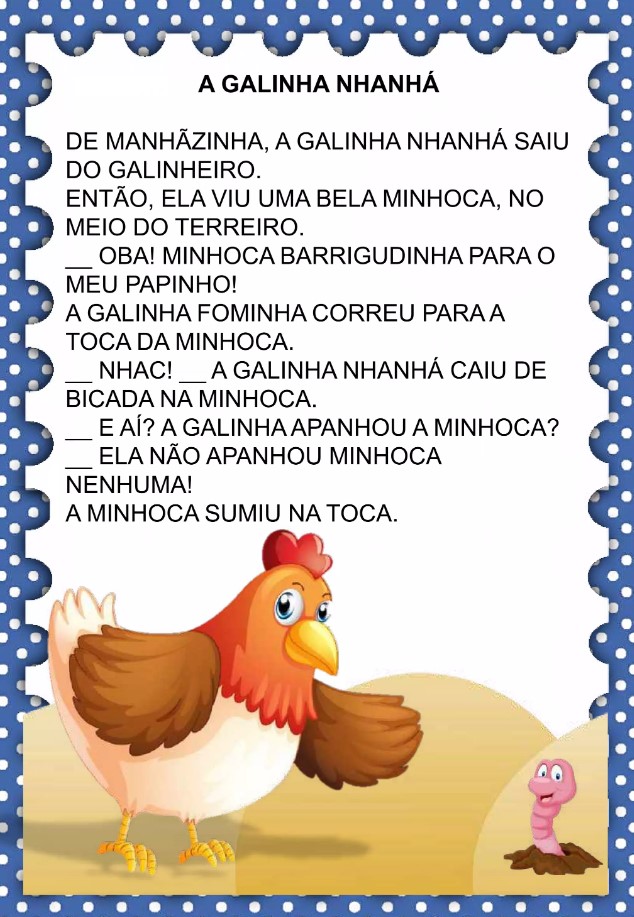 A GALINHA NHANHÁ
DE MANHÃZINHA, A GALINHA NHANHÁ SAIU
DO GALINHEIRO.
ENTÃO, ELA VIU UMA BELA MINHOCA, NO
MEIO DO TERREIRO.
__ OBA! MINHOCA BARRIGUDINHA PARA O
MEU PAPINHO!
A GALINHA FOMINHA CORREU PARA A
TOCA DA MINHOCA.
__ NHAC! __ A GALINHA NHANHÁ CAIU DE
BICADA NA MINHOCA.
__ E AÍ? A GALINHA APANHOU A MINHOCA?
__ ELA NÃO APANHOU MINHOCA
NENHUMA!
A MINHOCA SUMIU NA TOCA.